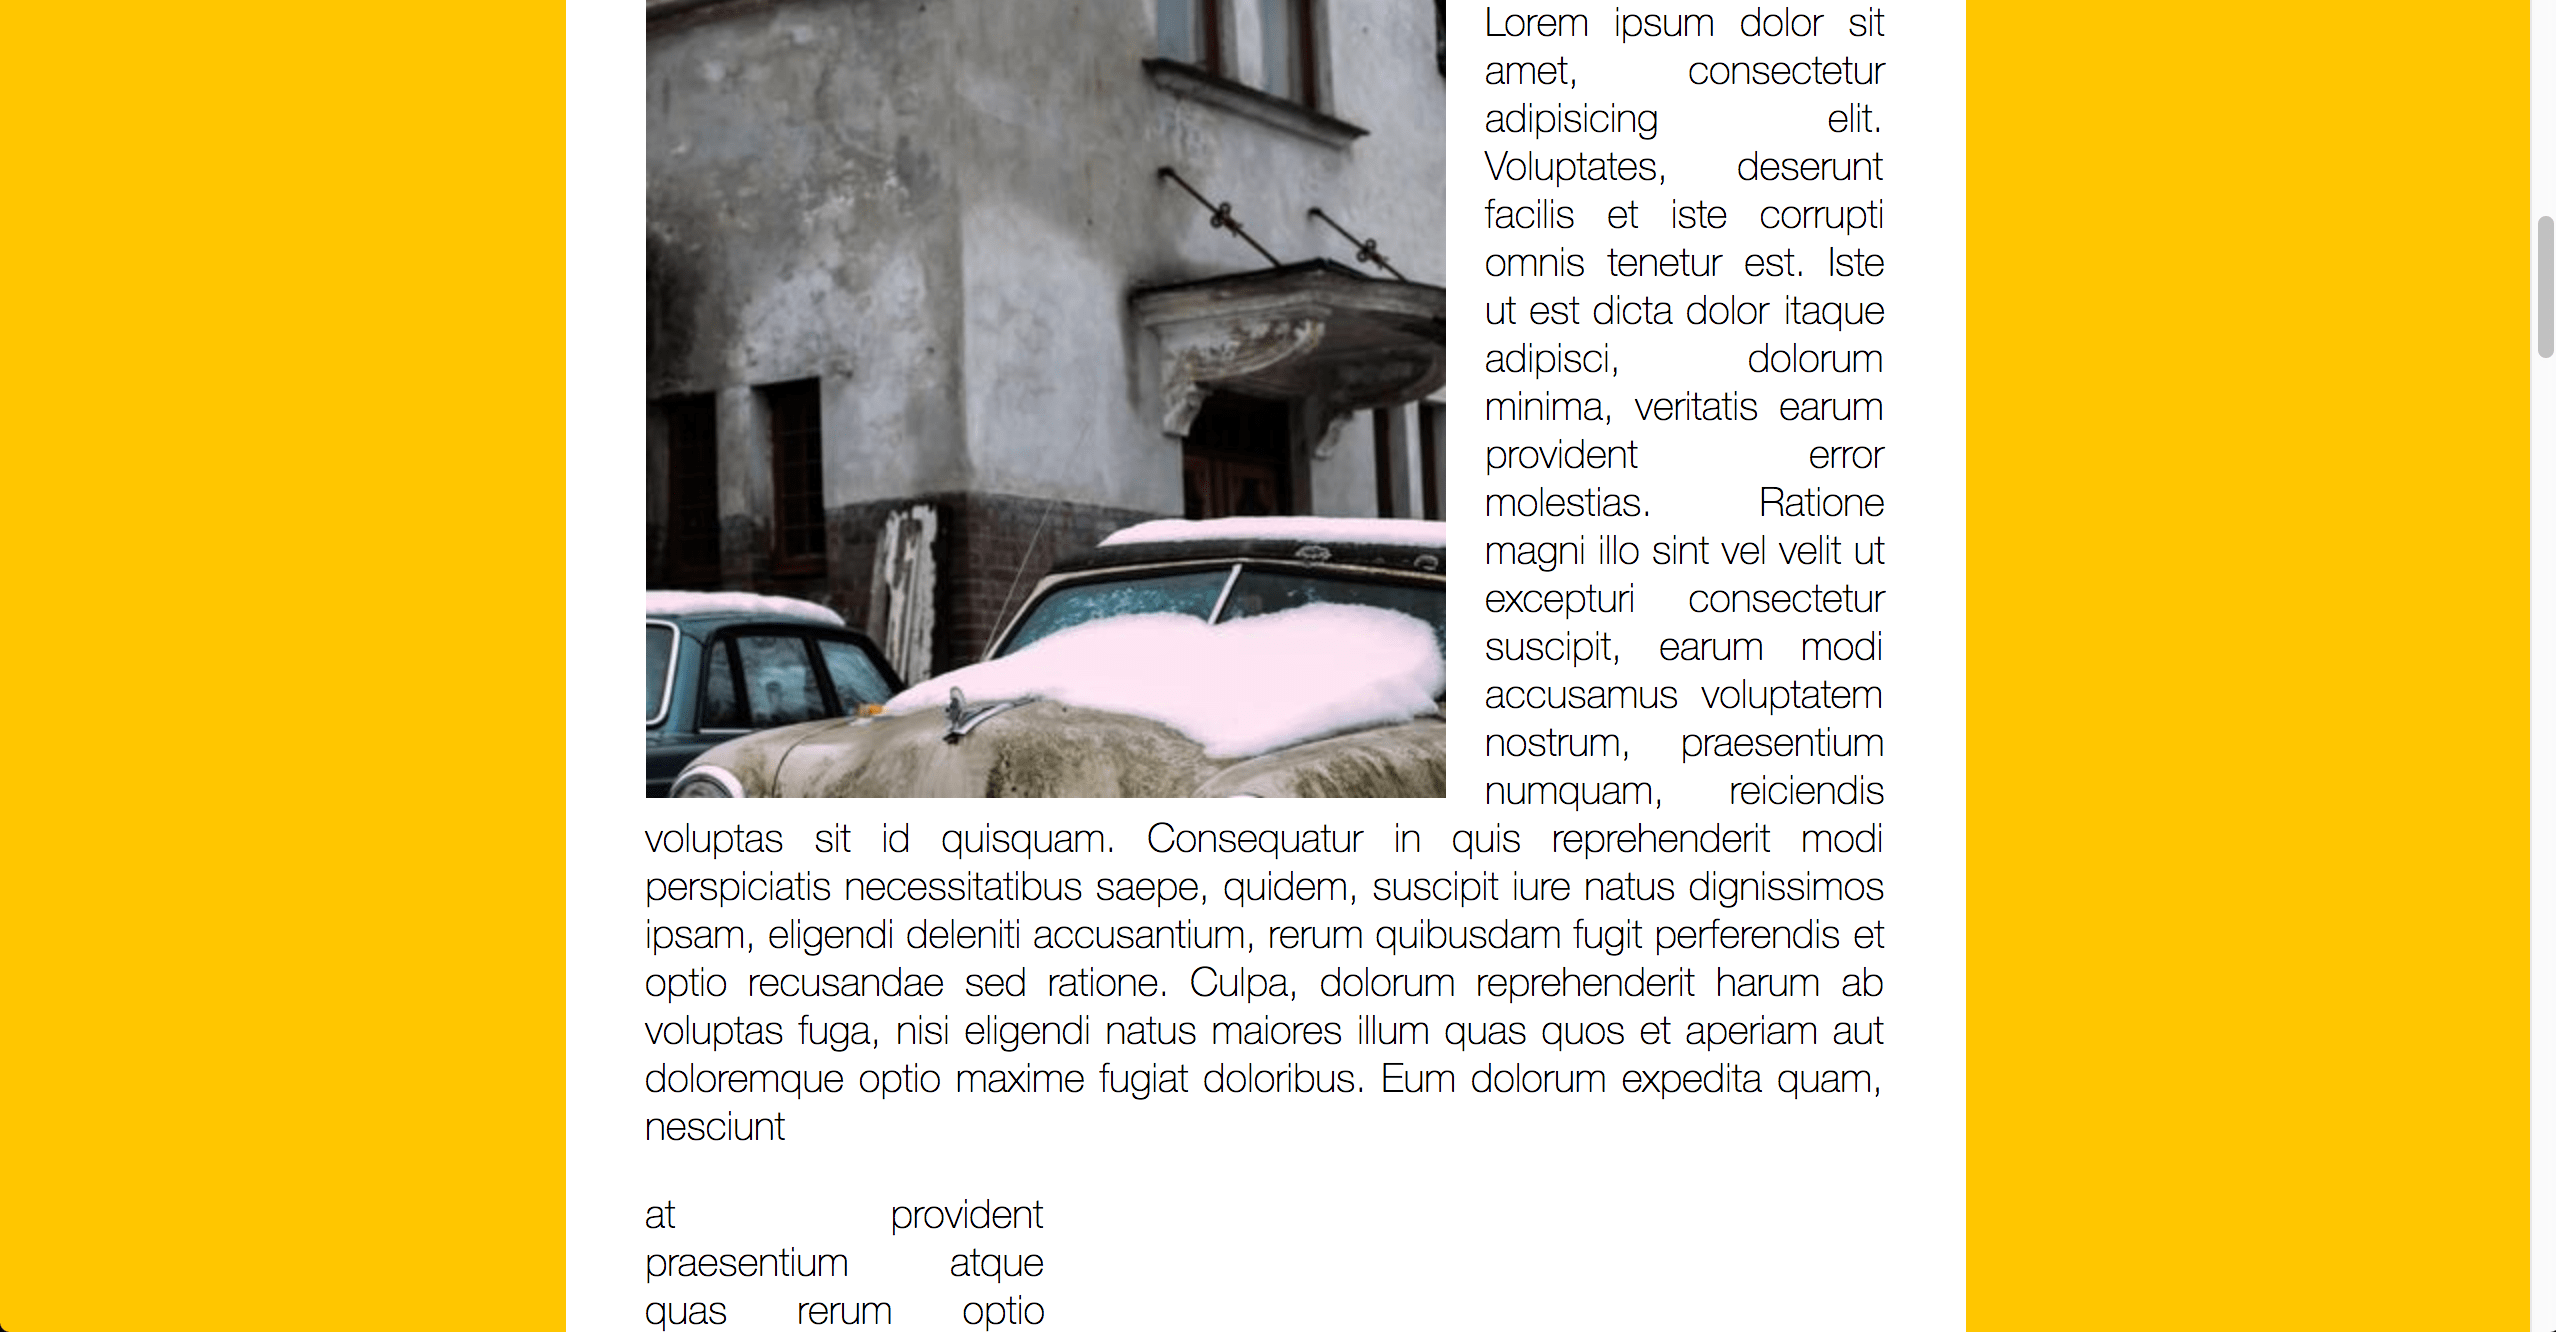 Lorem ipsum dolor sit
amet, consectetur
adipisicing elit.
Voluptates, deserunt
facilis et iste corrupti
omnis tenetur est. Iste
ut est dicta dolor itaque
adipisci, dolorum
minima, veritatis earum
provident error
molestias. Ratione
magni illo sint vel velit ut
excepturi consectetur
suscipit, earum modi
accusamus voluptatem
nostrum, praesentium
numquam, reiciendis
voluptas sit id quisquam. Consequatur in quis reprehenderit modi
perspiciatis necessitatibus saepe, quidem, suscipit iure natus dignissimos
ipsam, eligendi deleniti accusantium, rerum quibusdam fugit perferendis et
optio recusandae sed ratione. Culpa, dolorum reprehenderit harum ab
voluptas fuga, nisi eligendi natus maiores illum quas quos et aperiam aut
doloremque optio maxime fugiat doloribus. Eum dolorum expedita quam,
nesciunt
at provident
praesentium atque
quas rerum optio